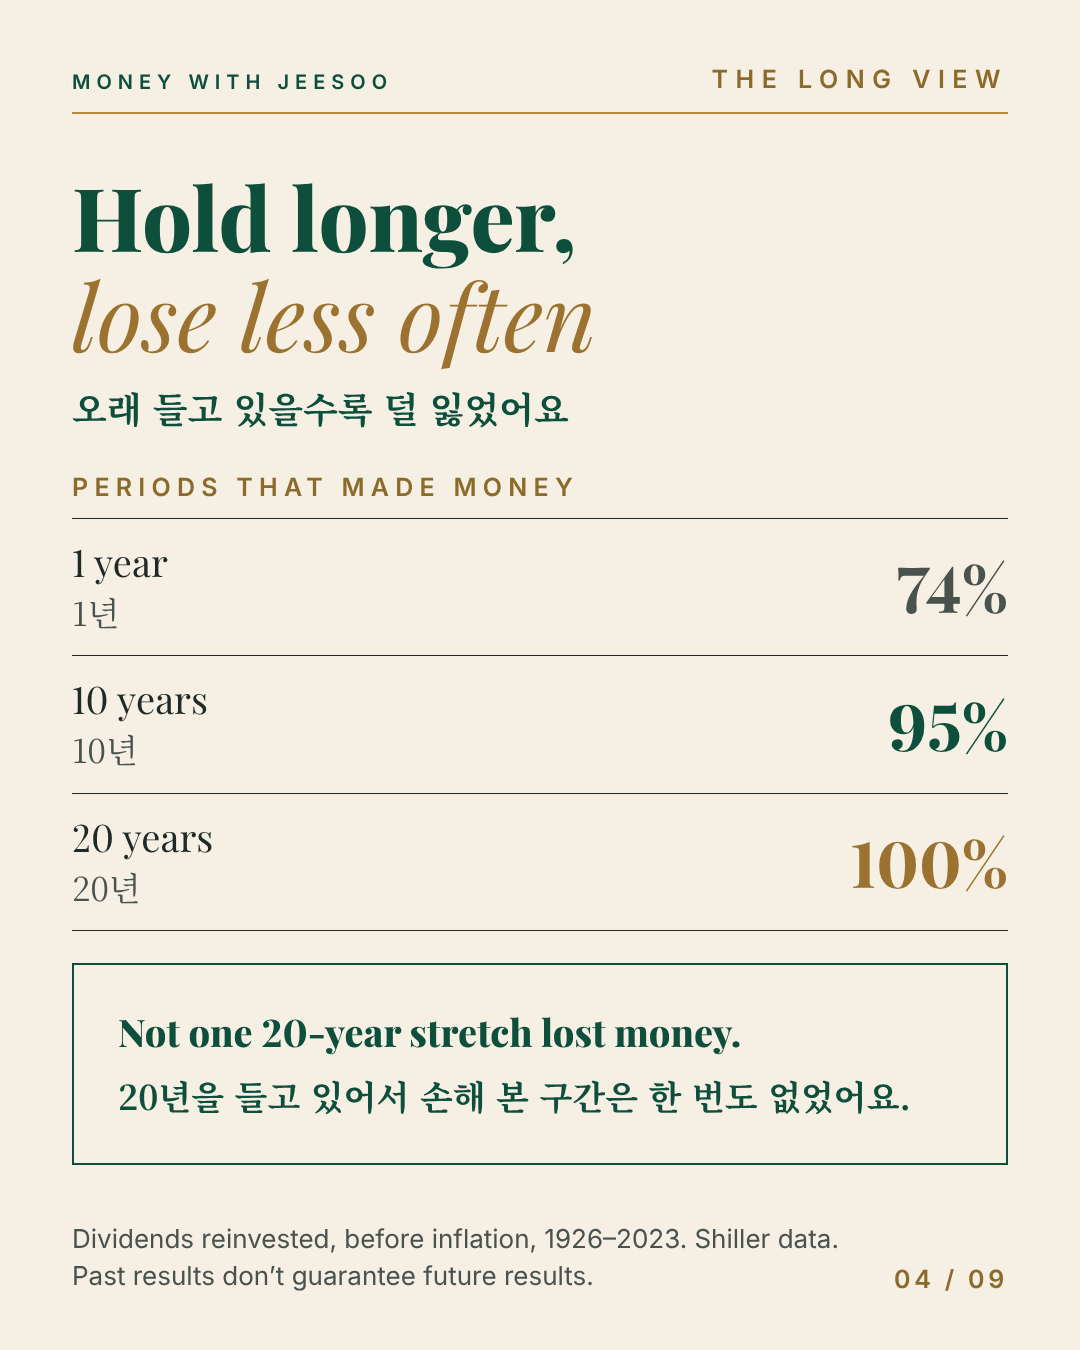 MONEY WITH JEESOO
THE LONG VIEW
Hold longer,
lose less often
오래 들고 있을수록 덜 잃었어요
PERIODS THAT MADE MONEY
1 year
1년
74%
10 years
10년
95%
20 years
20년
100%
Not one 20-year stretch lost money.
20년을 들고 있어서 손해 본 구간은 한 번도 없었어요.
Dividends reinvested, before inflation, 1926–2023. Shiller data.
Past results don’t guarantee future results.
04 / 09